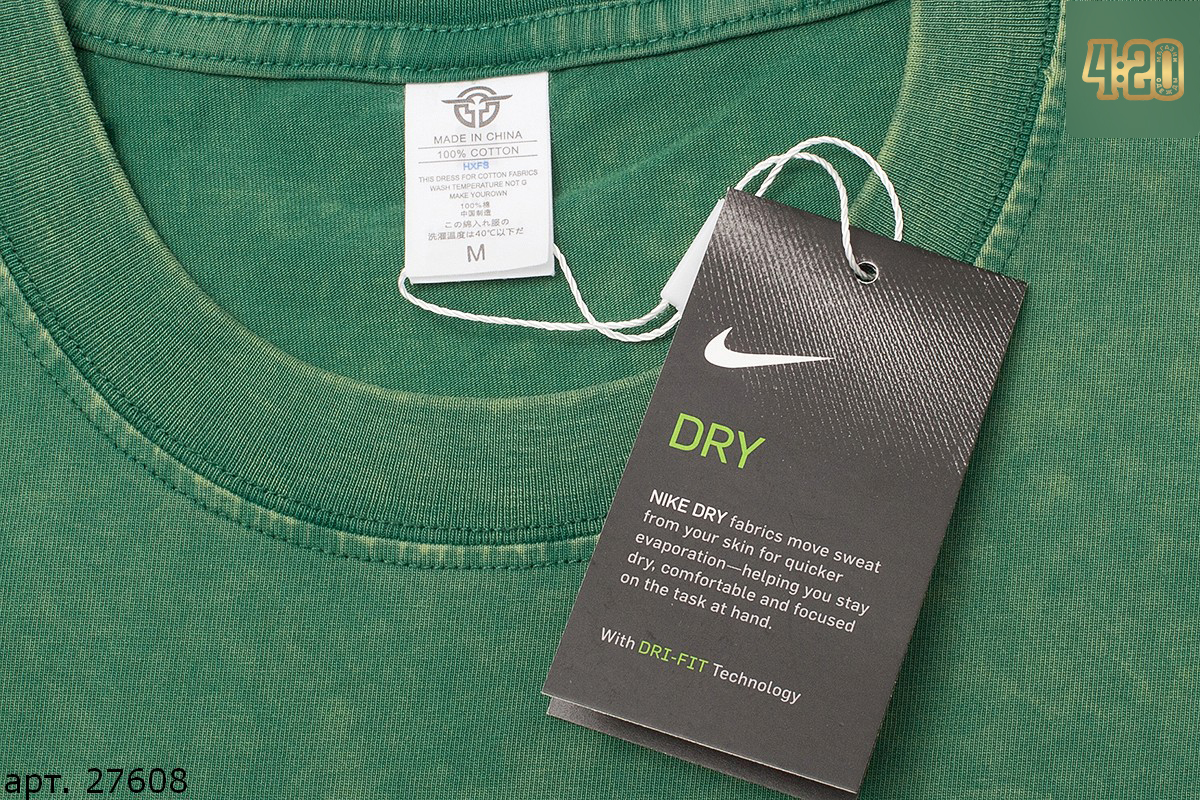 4:20
MADE IN CHINA
100% COTTON
HXFS
THIS DRESS FOR COTTON FABRICS
WASH TEMPERATURE NOT G
MAKE YOUROWN
100%機
中国制造
この綿入れ服の
洗濯温度は40℃以下だ
M
DRY
NIKE DRY fabrics move sweat
from your skin for quicker
evaporation—helping you stay
dry, comfortable and focused
on the task at hand.
With DRI-FIT Technology
арт. 27608